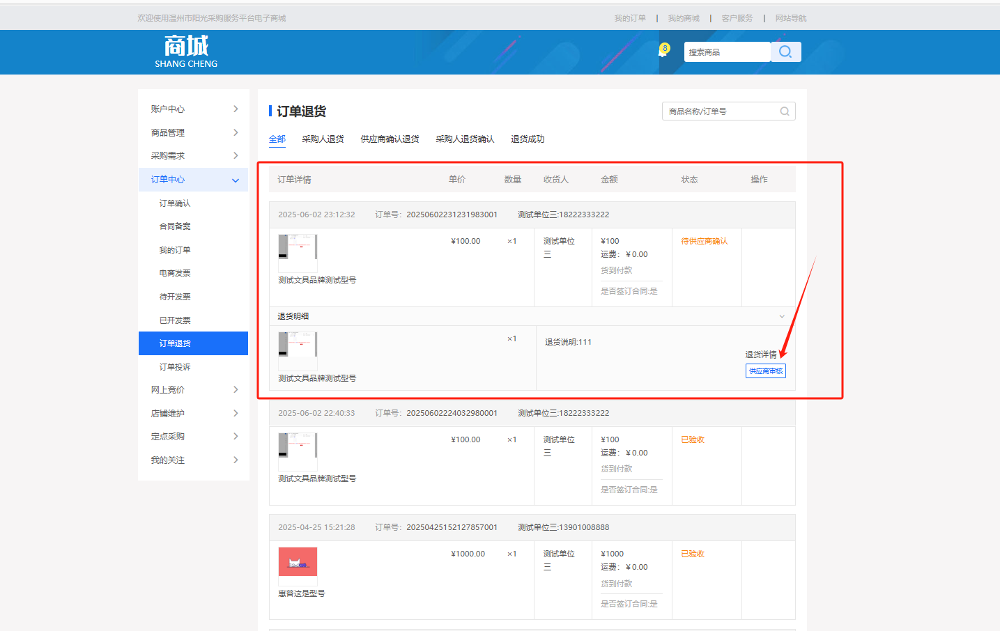 欢迎使用温州市阳光采购服务平台电子商城
我的订单 | 我的商城 | 客户服务 | 网站导航
商城
SHANG CHENG
8
搜索商品
账户中心
商品管理
采购需求
订单中心
订单确认
合同备案
我的订单
电商发票
待开发票
已开发票
订单退货
订单投诉
网上竞价
店铺维护
定点采购
我的关注
订单退货
商品名称/订单号
全部 采购人退货 供应商确认退货 采购人退货确认 退货成功
订单详情 单价 数量 收货人 金额 状态 操作
2025-06-02 23:12:32 订单号: 20250602231231983001 测试单位三:18222333222
¥100.00 ×1 测试单位 ¥100 待供应商确认
三 运费: ¥0.00
货到付款
测试文具品牌测试型号
是否签订合同:是
退货明细
×1 退货说明:111
退货详情
供应商审核
测试文具品牌测试型号
2025-06-02 22:40:33 订单号: 20250602224032980001 测试单位三:18222333222
¥100.00 ×1 测试单位 ¥100 已验收
三 运费: ¥0.00
货到付款
测试文具品牌测试型号
是否签订合同:是
2025-04-25 15:21:28 订单号: 20250425152127857001 测试单位三:13901008888
¥1000.00 ×1 测试单位 ¥1000 已验收
三 运费: ¥0.00
货到付款
惠普这是型号
是否签订合同:是